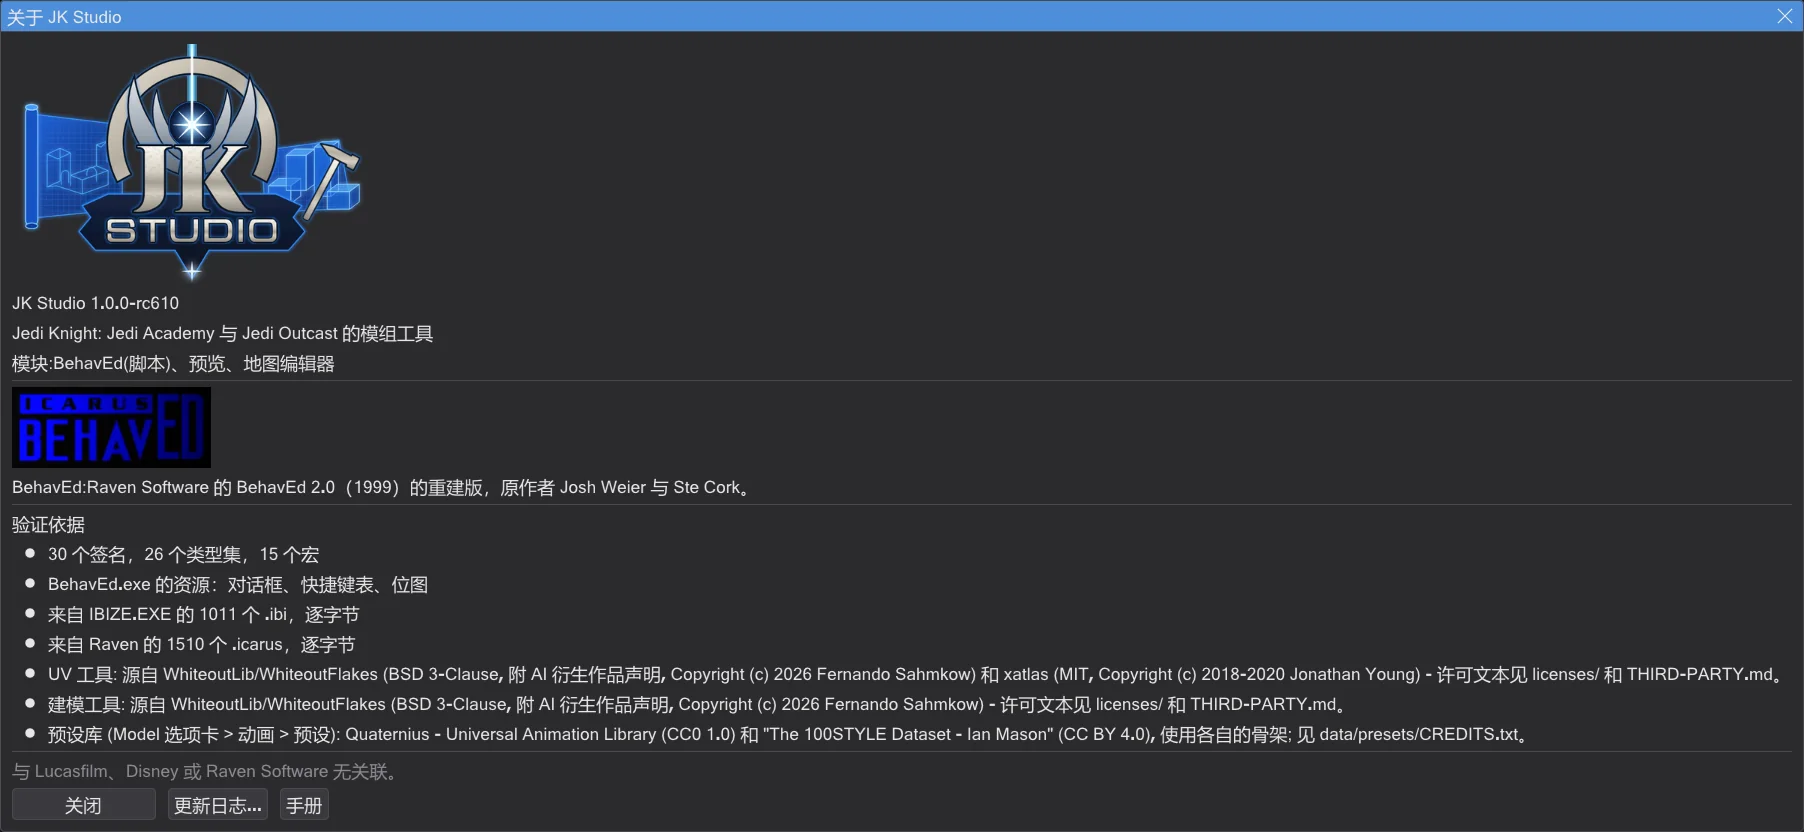 关于 JK Studio
JK
STUDIO
JK Studio 1.0.0-rc610
Jedi Knight: Jedi Academy 与 Jedi Outcast 的模组工具
模块:BehavEd(脚本)、预览、地图编辑器
ICARUS
BEHAVED
BehavEd:Raven Software 的 BehavEd 2.0（1999）的重建版，原作者 Josh Weier 与 Ste Cork。
验证依据
30 个签名，26 个类型集，15 个宏
BehavEd.exe 的资源：对话框、快捷键表、位图
来自 IBIZE.EXE 的 1011 个 .ibi，逐字节
来自 Raven 的 1510 个 .icarus，逐字节
UV 工具: 源自 WhiteoutLib/WhiteoutFlakes (BSD 3-Clause, 附 AI 衍生作品声明, Copyright (c) 2026 Fernando Sahmkow) 和 xatlas (MIT, Copyright (c) 2018-2020 Jonathan Young) - 许可文本见 licenses/ 和 THIRD-PARTY.md。
建模工具: 源自 WhiteoutLib/WhiteoutFlakes (BSD 3-Clause, 附 AI 衍生作品声明, Copyright (c) 2026 Fernando Sahmkow) - 许可文本见 licenses/ 和 THIRD-PARTY.md。
预设库 (Model 选项卡 > 动画 > 预设): Quaternius - Universal Animation Library (CC0 1.0) 和 "The 100STYLE Dataset - Ian Mason" (CC BY 4.0), 使用各自的骨架; 见 data/presets/CREDITS.txt。
与 Lucasfilm、Disney 或 Raven Software 无关联。
关闭 更新日志... 手册